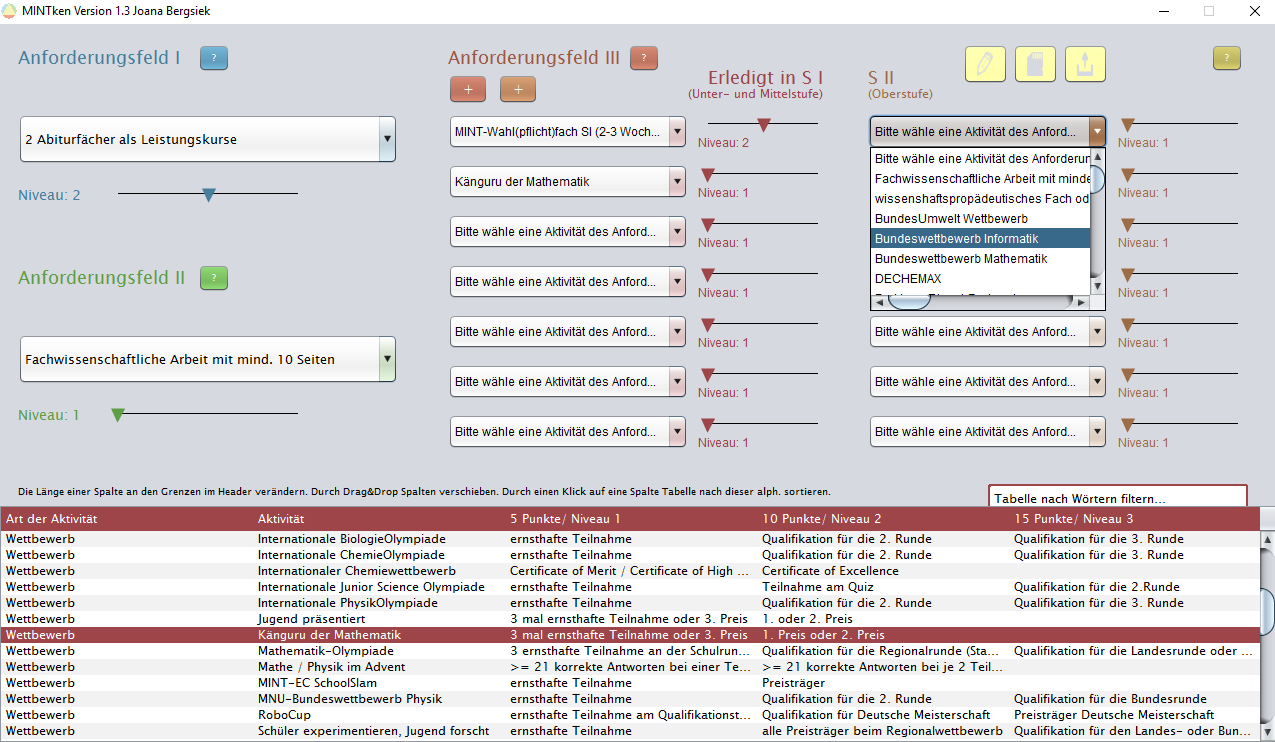 MINTken Version 1.3 Joana Bergsiek
Anforderungsfeld I
?
2 Abiturfächer als Leistungskurse
Niveau: 2
Anforderungsfeld II
?
Fachwissenschaftliche Arbeit mit mind. 10 Seiten
Niveau: 1
Anforderungsfeld III
?
+
+
Erledigt in S I
(Unter- und Mittelstufe)
MINT-Wahl(pflicht)fach SI (2-3 Woch...
Niveau: 2
Känguru der Mathematik
Niveau: 1
Bitte wähle eine Aktivität des Anford...
Niveau: 1
Bitte wähle eine Aktivität des Anford...
Niveau: 1
Bitte wähle eine Aktivität des Anford...
Niveau: 1
Bitte wähle eine Aktivität des Anford...
Niveau: 1
Bitte wähle eine Aktivität des Anford...
Niveau: 1
S II
(Oberstufe)
?
Bitte wähle eine Aktivität des Anford...
Niveau: 1
Bitte wähle eine Aktivität des Anforderun
Fachwissenschaftliche Arbeit mit minde
Niveau: 1
wissenshaftspropädeutisches Fach od
BundesUmwelt Wettbewerb
Bundeswettbewerb Informatik
Niveau: 1
Bundeswettbewerb Mathematik
DECHEMAX
Niveau: 1
Bitte wähle eine Aktivität des Anford...
Niveau: 1
Bitte wähle eine Aktivität des Anford...
Niveau: 1
Bitte wähle eine Aktivität des Anford...
Niveau: 1
Die Länge einer Spalte an den Grenzen im Header verändern. Durch Drag&Drop Spalten verschieben. Durch einen Klick auf eine Spalte Tabelle nach dieser alph. sortieren.
Tabelle nach Wörtern filtern...
Art der Aktivität Aktivität 5 Punkte/ Niveau 1 10 Punkte/ Niveau 2 15 Punkte/ Niveau 3
Wettbewerb Internationale BiologieOlympiade ernsthafte Teilnahme Qualifikation für die 2. Runde Qualifikation für die 3. Runde
Wettbewerb Internationale ChemieOlympiade ernsthafte Teilnahme Qualifikation für die 2. Runde Qualifikation für die 3. Runde
Wettbewerb Internationaler Chemiewettbewerb Certificate of Merit / Certificate of High ... Certificate of Excellence
Wettbewerb Internationale Junior Science Olympiade ernsthafte Teilnahme Teilnahme am Quiz Qualifikation für die 2.Runde
Wettbewerb Internationale PhysikOlympiade ernsthafte Teilnahme Qualifikation für die 2. Runde Qualifikation für die 3. Runde
Wettbewerb Jugend präsentiert 3 mal ernsthafte Teilnahme oder 3. Preis 1. oder 2. Preis
Wettbewerb Känguru der Mathematik 3 mal ernsthafte Teilnahme oder 3. Preis 1. Preis oder 2. Preis
Wettbewerb Mathematik-Olympiade 3 ernsthafte Teilnahme an der Schulrun... Qualifikation für die Regionalrunde (Sta... Qualifikation für die Landesrunde oder ...
Wettbewerb Mathe / Physik im Advent >= 21 korrekte Antworten bei einer Te... >= 21 korrekte Antworten bei je 2 Teil...
Wettbewerb MINT-EC SchoolSlam ernsthafte Teilnahme Preisträger
Wettbewerb MNU-Bundeswettbewerb Physik ernsthafte Teilnahme Qualifikation für die 2. Runde Qualifikation für die Bundesrunde
Wettbewerb RoboCup ernsthafte Teilnahme am Qualifikationst... Qualifikation für Deutsche Meisterschaft Preisträger Deutsche Meisterschaft
Wettbewerb Schüler experimentieren, Jugend forscht ernsthafte Teilnahme alle Preisträger beim Regionalwettbewerb Qualifikation für den Landes- oder Bun...